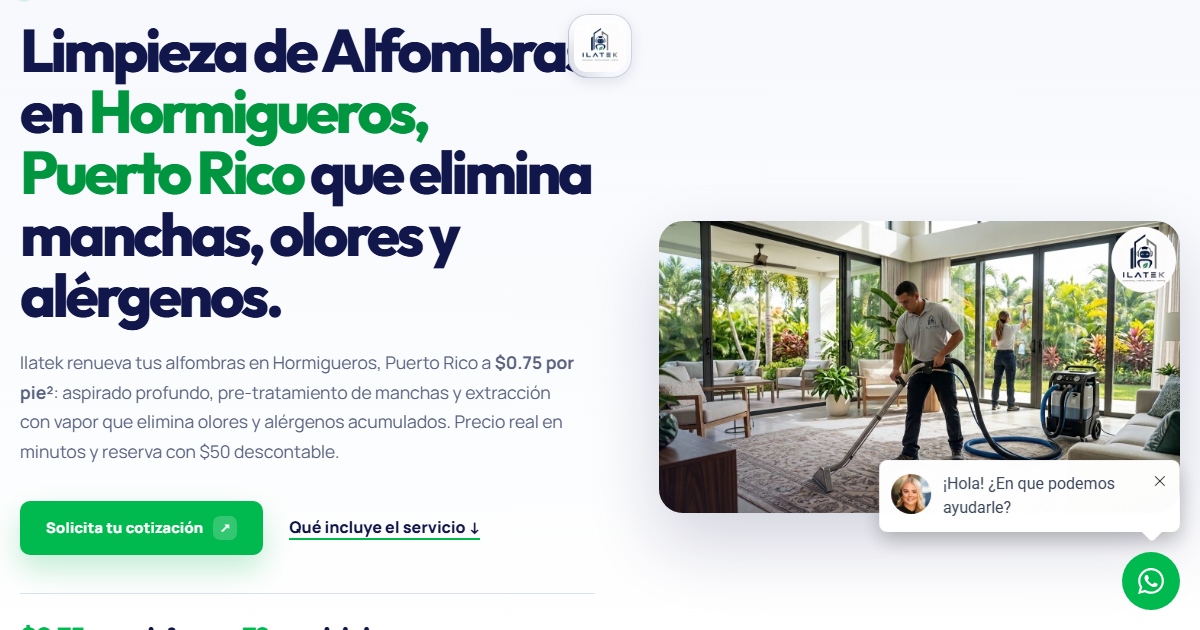 Limpieza de Alfombras
ILATEK
en Hormigueros,
Puerto Rico que elimina
manchas, olores y
alérgenos.
Ilatek renueva tus alfombras en Hormigueros, Puerto Rico a $0.75 por
pie²: aspirado profundo, pre-tratamiento de manchas y extracción
con vapor que elimina olores y alérgenos acumulados. Precio real en
minutos y reserva con $50 descontable.
Solicita tu cotización ↗
Qué incluye el servicio ↓
ILATEK
¡Hola! ¿En que podemos
ayudarle?